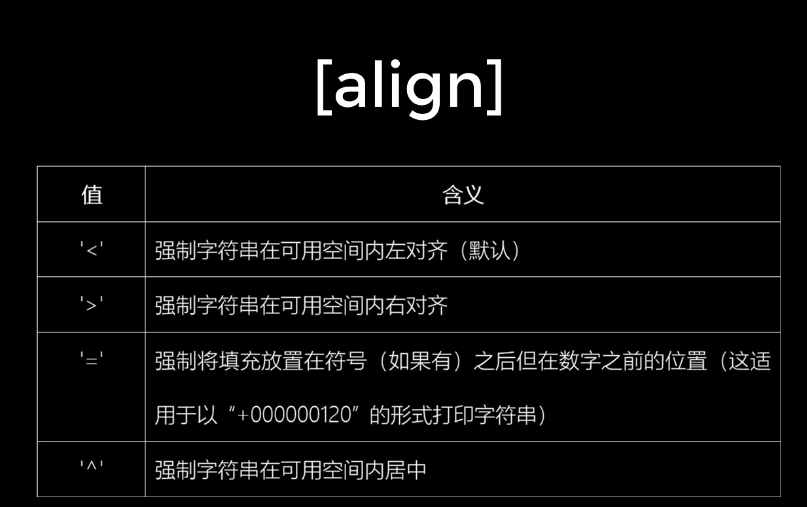 [align]
值 含义
'<' 强制字符串在可用空间内左对齐（默认）
'>' 强制字符串在可用空间内右对齐
'=' 强制将填充放置在符号（如果有）之后但在数字之前的位置（这适
用于以“+000000120”的形式打印字符串）
'^' 强制字符串在可用空间内居中